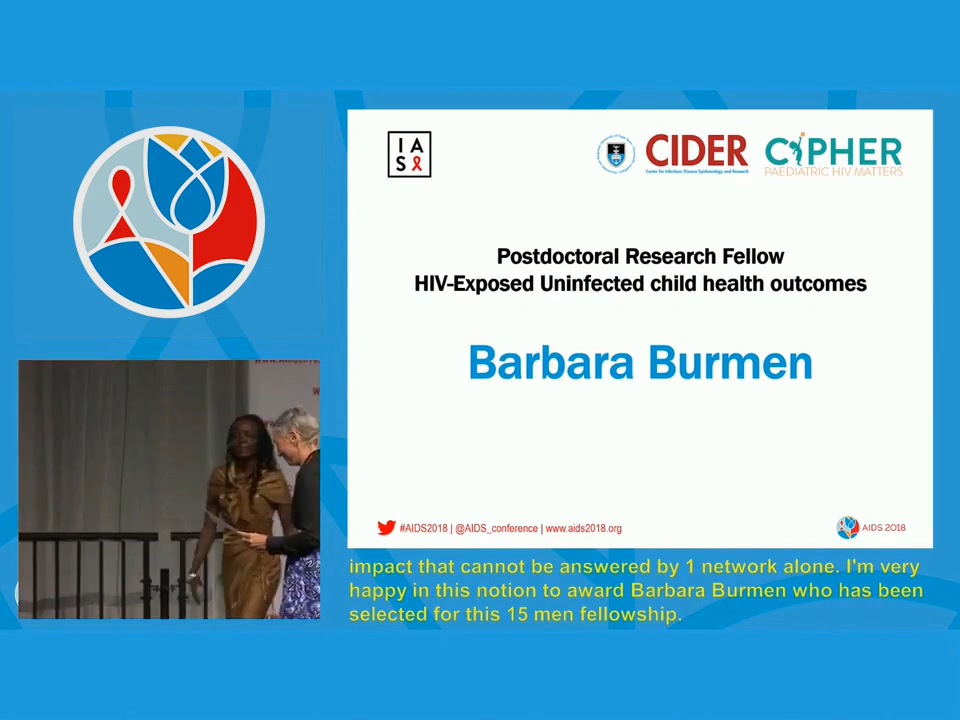 IAS
CIDER
Centre for Infectious Disease Epidemiology and Research
CIPHER
PAEDIATRIC HIV MATTERS
Postdoctoral Research Fellow
HIV-Exposed Uninfected child health outcomes
Barbara Burmen
#AIDS2018 | @AIDS_conference | www.aids2018.org
AIDS 2018
impact that cannot be answered by 1 network alone. I'm very
happy in this notion to award Barbara Burmen who has been
selected for this 15 men fellowship.